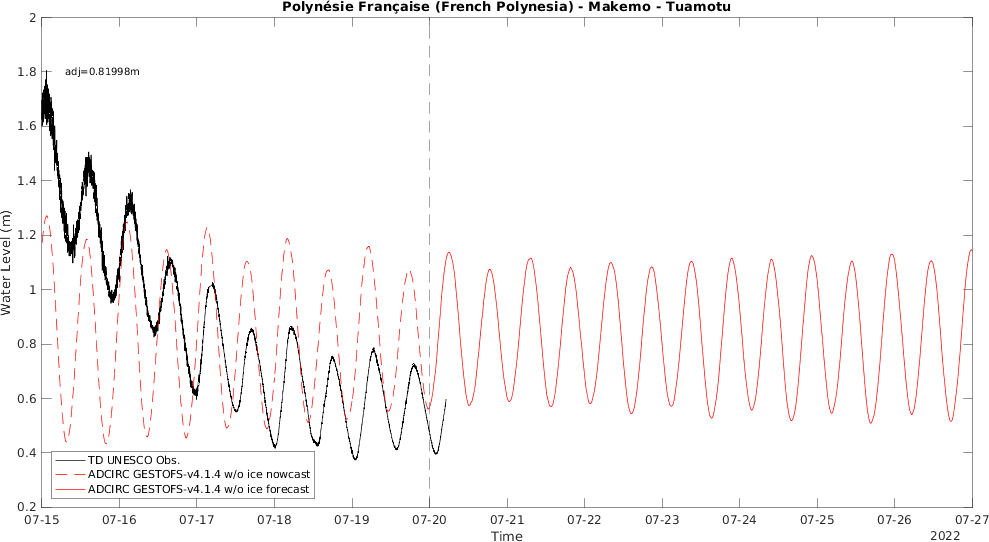 Polynésie Française (French Polynesia) - Makemo - Tuamotu
2
1.8
1.6
1.4
1.2
1
0.8
0.6
0.4
0.2
Water Level (m)
adj=0.81998m
TD UNESCO Obs.
ADCIRC GESTOFS-v4.1.4 w/o ice nowcast
ADCIRC GESTOFS-v4.1.4 w/o ice forecast
07-15 07-16 07-17 07-18 07-19 07-20 07-21 07-22 07-23 07-24 07-25 07-26 07-27
Time
2022